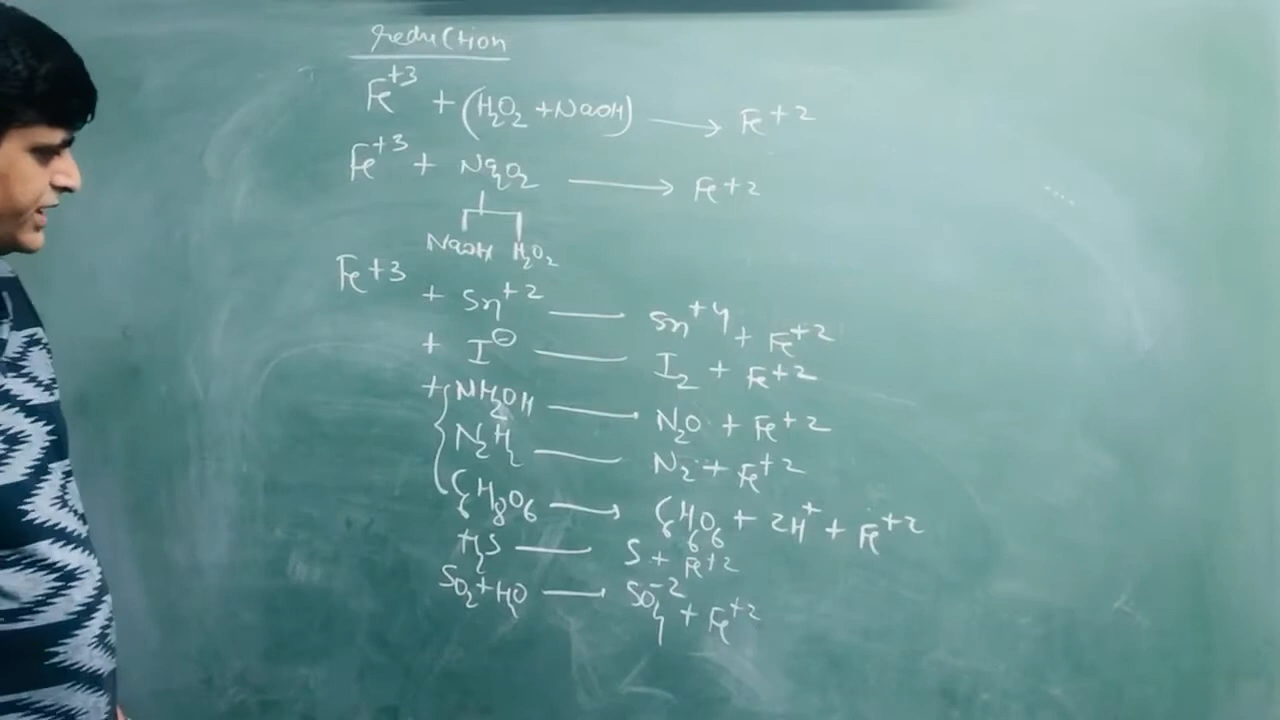 reduction
Fe+3 + (H2O2 + NaOH) → Fe+2
Fe+3 + Na2O2 → Fe+2
NaOH H2O2
Fe+3
+ Sn+2 — Sn+4 + Fe+2
+ I⊖ — I2 + Fe+2
+ { NH2OH — N2O + Fe+2
N2H2 — N2 + Fe+2
C6H8O6 → C6H6O6 + 2H+ + Fe+2
H2S — S + Fe+2
SO2 + H2O → SO4-2 + Fe+2